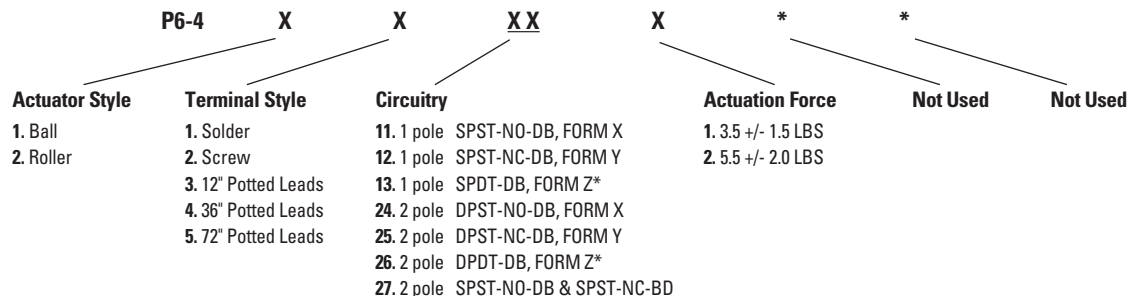 P6-4 X X XX X * *
Actuator Style
1. Ball
2. Roller
Terminal Style
1. Solder
2. Screw
3. 12" Potted Leads
4. 36" Potted Leads
5. 72" Potted Leads
Circuitry
11. 1 pole SPST-NO-DB, FORM X
12. 1 pole SPST-NC-DB, FORM Y
13. 1 pole SPDT-DB, FORM Z*
24. 2 pole DPST-NO-DB, FORM X
25. 2 pole DPST-NC-DB, FORM Y
26. 2 pole DPDT-DB, FORM Z*
27. 2 pole SPST-NO-DB & SPST-NC-BD
Actuation Force
1. 3.5 +/- 1.5 LBS
2. 5.5 +/- 2.0 LBS
Not Used
Not Used